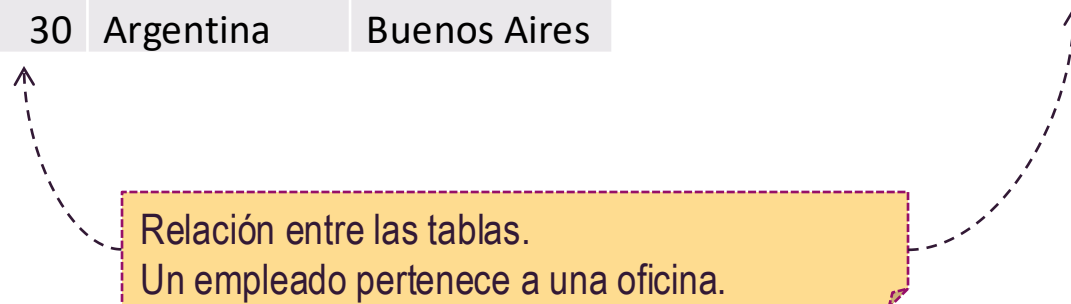 30 Argentina Buenos Aires
Relación entre las tablas.
Un empleado pertenece a una oficina.